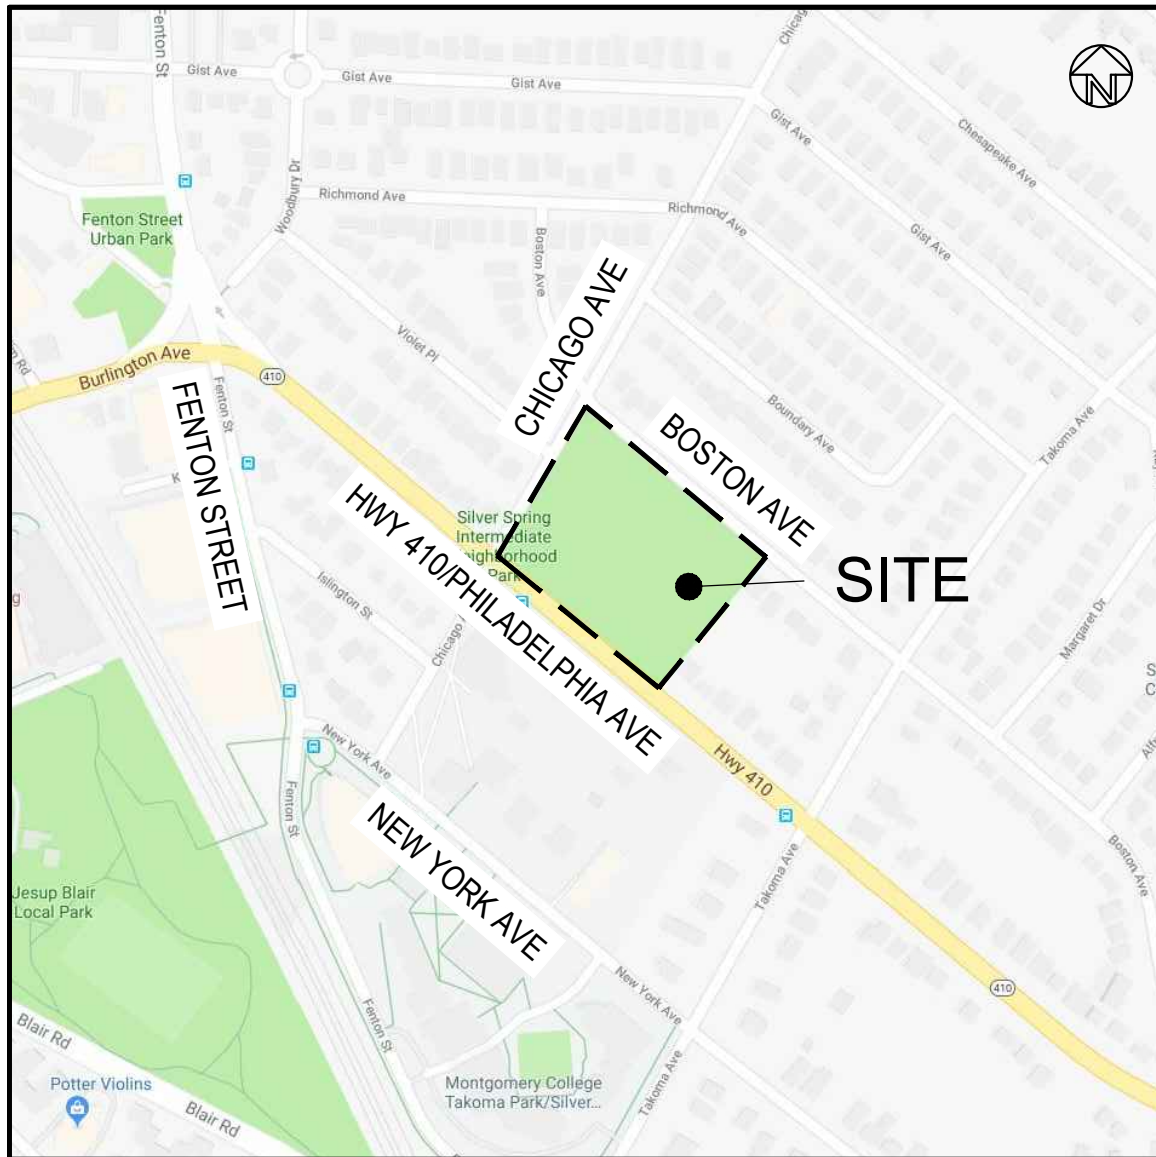 Fenton St
Chicag
Gist Ave
Gist Ave
Gist Ave
N
Gist Ave
Chesapeake Ave
Woodbury Dr
Richmond Ave
Richmond Ave
Gist Ave
Fenton Street
Urban Park
Boston Ave
CHICAGO AVE
Violet Pl
Burlington Ave
410
Fenton St
FENTON STREET
Boundary Ave
Takoma Ave
BOSTON AVE
HWY 410/PHILADELPHIA AVE
Silver Spring
Intermediate
eighborhood
Park
SITE
Islington St
Chicago
Margaret Dr
S
C
New York Ave
Hwy 410
Fenton St
NEW YORK AVE
Boston Ave
Takoma Ave
Jesup Blair
Local Park
New York Ave
410
Fenton St
Blair Rd
Potter Violins
Blair Rd
Montgomery College
Takoma Park/Silver...
Takoma Ave